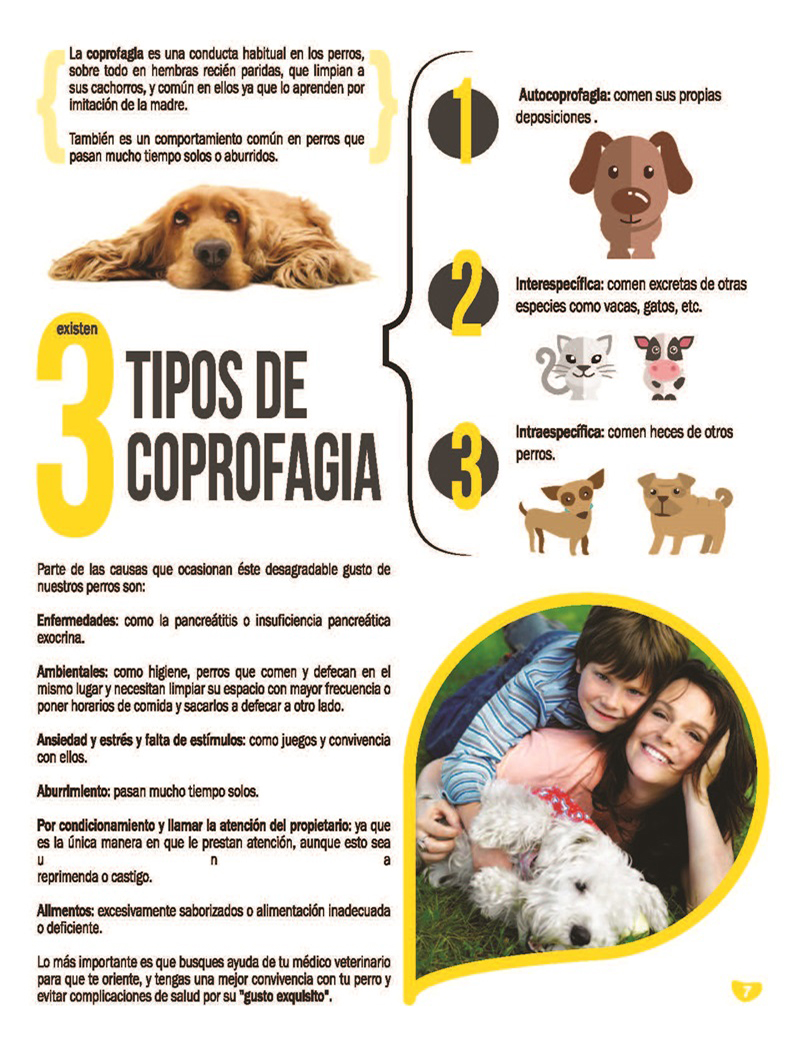 La coprofagia es una conducta habitual en los perros,
sobre todo en hembras recién paridas, que limpian a
sus cachorros, y común en ellos ya que lo aprenden por
imitación de la madre.
También es un comportamiento común en perros que
pasan mucho tiempo solos o aburridos.
existen
3
TIPOS DE
COPROFAGIA
1
Autocoprofagia: comen sus propias
deposiciones .
2
Interespecífica: comen excretas de otras
especies como vacas, gatos, etc.
3
Intraespecífica: comen heces de otros
perros.
Parte de las causas que ocasionan éste desagradable gusto de
nuestros perros son:
Enfermedades: como la pancreátitis o insuficiencia pancreática
exocrina.
Ambientales: como higiene, perros que comen y defecan en el
mismo lugar y necesitan limpiar su espacio con mayor frecuencia o
poner horarios de comida y sacarlos a defecar a otro lado.
Ansiedad y estrés y falta de estímulos: como juegos y convivencia
con ellos.
Aburrimiento: pasan mucho tiempo solos.
Por condicionamiento y llamar la atención del propietario: ya que
es la única manera en que le prestan atención, aunque esto sea
u n a
reprimenda o castigo.
Alimentos: excesivamente saborizados o alimentación inadecuada
o deficiente.
Lo más importante es que busques ayuda de tu médico veterinario
para que te oriente, y tengas una mejor convivencia con tu perro y
evitar complicaciones de salud por su "gusto exquisito".
7